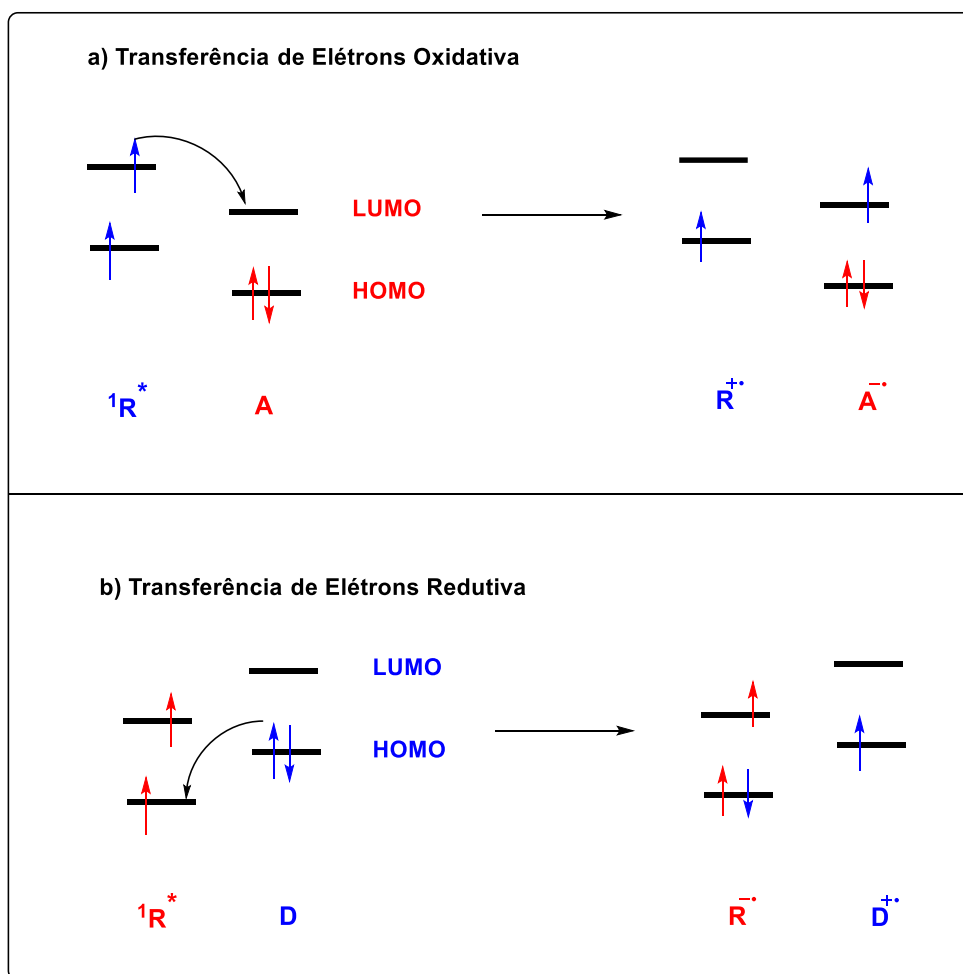 a) Transferência de Elétrons Oxidativa
LUMO
HOMO
¹R* A R⁺• A⁻•
b) Transferência de Elétrons Redutiva
LUMO
HOMO
¹R* D R⁻• D⁺•